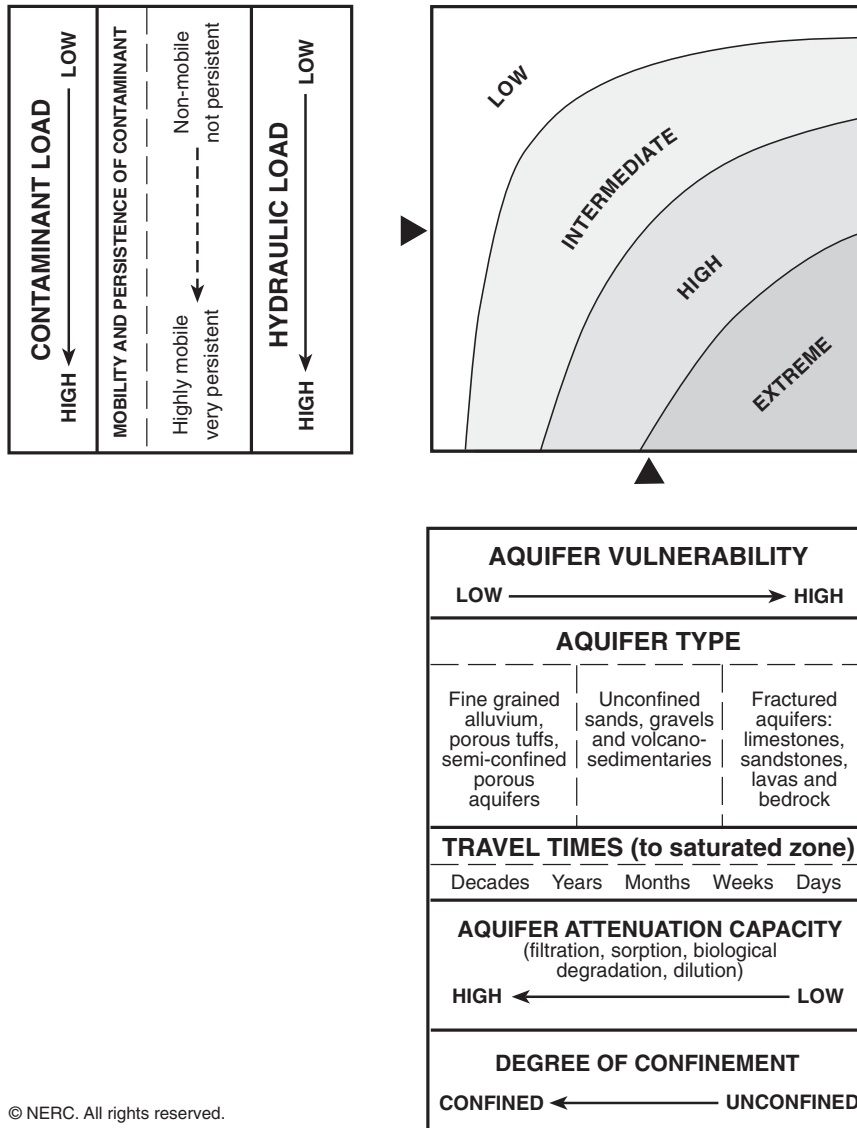 CONTAMINANT LOAD
LOW
HIGH
MOBILITY AND PERSISTENCE OF CONTAMINANT
Non-mobile
not persistent
Highly mobile
very persistent
HYDRAULIC LOAD
LOW
HIGH
LOW
INTERMEDIATE
HIGH
EXTREME
AQUIFER VULNERABILITY
LOW HIGH
AQUIFER TYPE
Fine grained
alluvium,
porous tuffs,
semi-confined
porous
aquifers
Unconfined
sands, gravels
and volcano-
sedimentaries
Fractured
aquifers:
limestones,
sandstones,
lavas and
bedrock
TRAVEL TIMES (to saturated zone)
Decades Years Months Weeks Days
AQUIFER ATTENUATION CAPACITY
(filtration, sorption, biological
degradation, dilution)
HIGH LOW
DEGREE OF CONFINEMENT
CONFINED UNCONFINED
© NERC. All rights reserved.